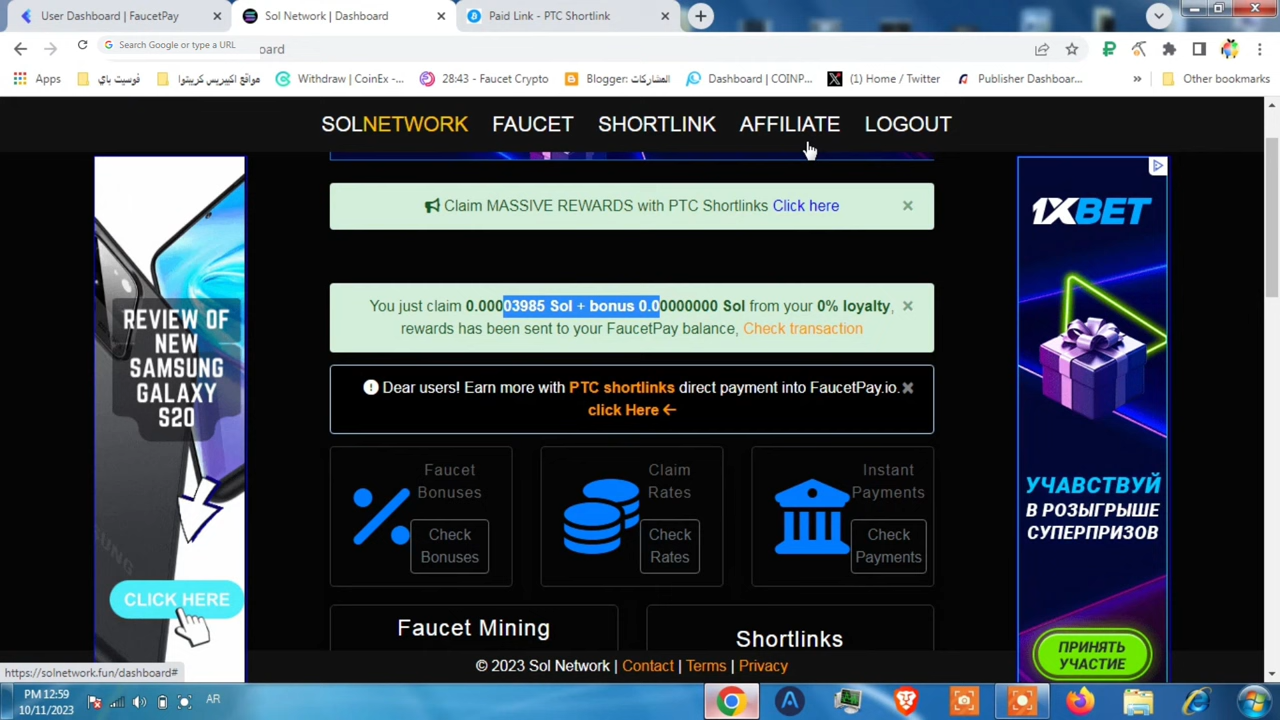 User Dashboard | FaucetPay
Sol Network | Dashboard
Paid Link - PTC Shortlink
Search Google or type a URL
oard
Apps
فوسيت باي
مواقع اكبيريس كريبتوا
Withdraw | CoinEx -...
28:43 - Faucet Crypto
Blogger: المشاركات
Dashboard | COINP...
(1) Home / Twitter
Publisher Dashboar...
»
Other bookmarks
SOLNETWORK FAUCET SHORTLINK AFFILIATE LOGOUT
Claim MASSIVE REWARDS with PTC Shortlinks Click here ×
You just claim 0.00003985 Sol + bonus 0.00000000 Sol from your 0% loyalty, ×
rewards has been sent to your FaucetPay balance, Check transaction
Dear users! Earn more with PTC shortlinks direct payment into FaucetPay.io. ×
click Here ←
Faucet
Bonuses
Check
Bonuses
Claim
Rates
Check
Rates
Instant
Payments
Check
Payments
Faucet Mining
Shortlinks
© 2023 Sol Network | Contact | Terms | Privacy
REVIEW OF
NEW
SAMSUNG
GALAXY
S20
CLICK HERE
SAMSUNG
1XBET
УЧАВСТВУЙ
В РОЗЫГРЫШЕ
СУПЕРПРИЗОВ
ПРИНЯТЬ
УЧАСТИЕ
https://solnetwork.fun/dashboard#
PM 12:59
10/11/2023
AR